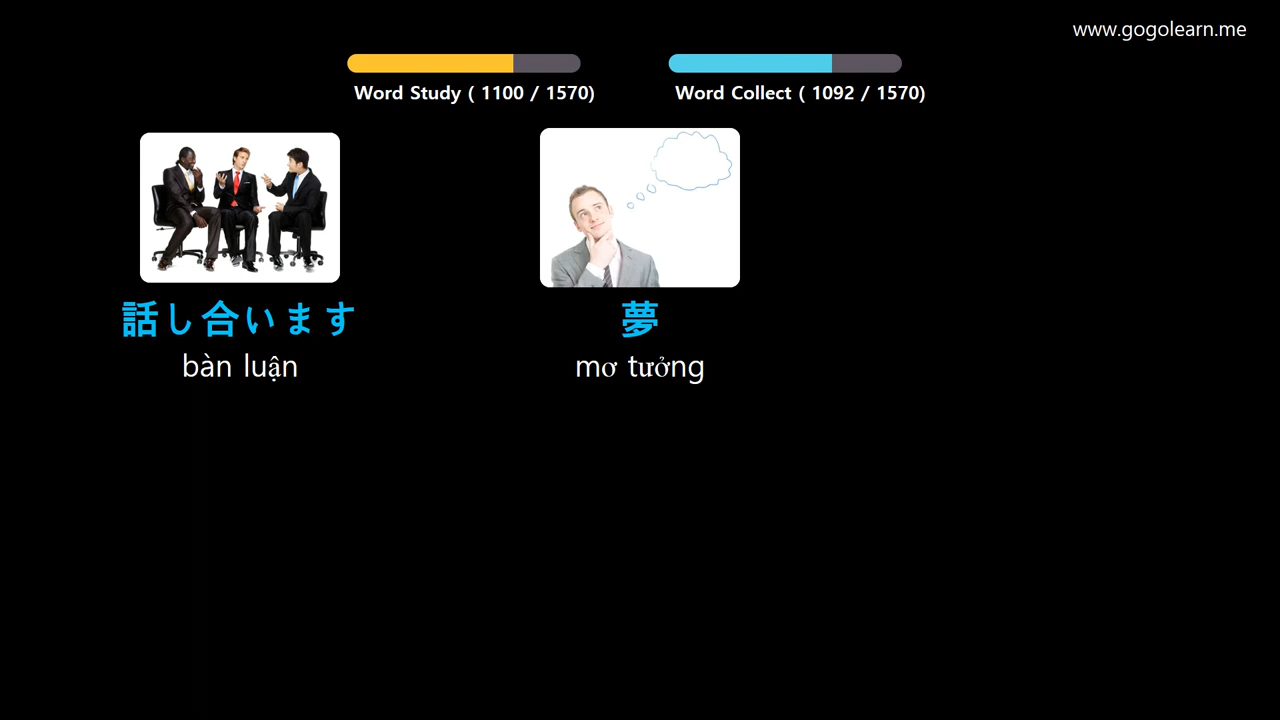 www.gogolearn.me
Word Study ( 1100 / 1570)
Word Collect ( 1092 / 1570)
話し合います
夢
bàn luận
mơ tưởng